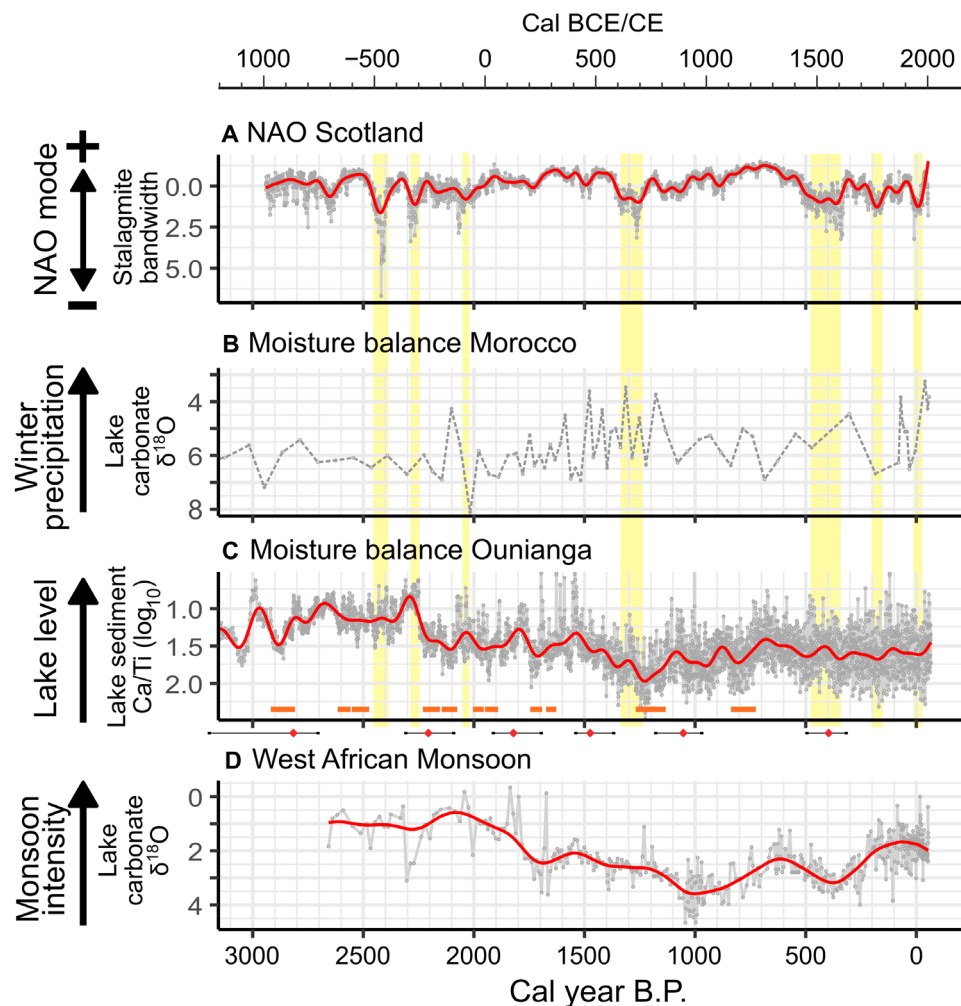 Cal BCE/CE
1000 −500 0 500 1000 1500 2000
A NAO Scotland
NAO mode
+
−
Stalagmite
bandwidth
0.0
2.5
5.0
B Moisture balance Morocco
Winter
precipitation
Lake
carbonate
δ18O
4
6
8
C Moisture balance Ounianga
Lake level
Lake sediment
Ca/Ti (log10)
1.0
1.5
2.0
D West African Monsoon
Monsoon
intensity
Lake
carbonate
δ18O
0
2
4
3000 2500 2000 1500 1000 500 0
Cal year B.P.